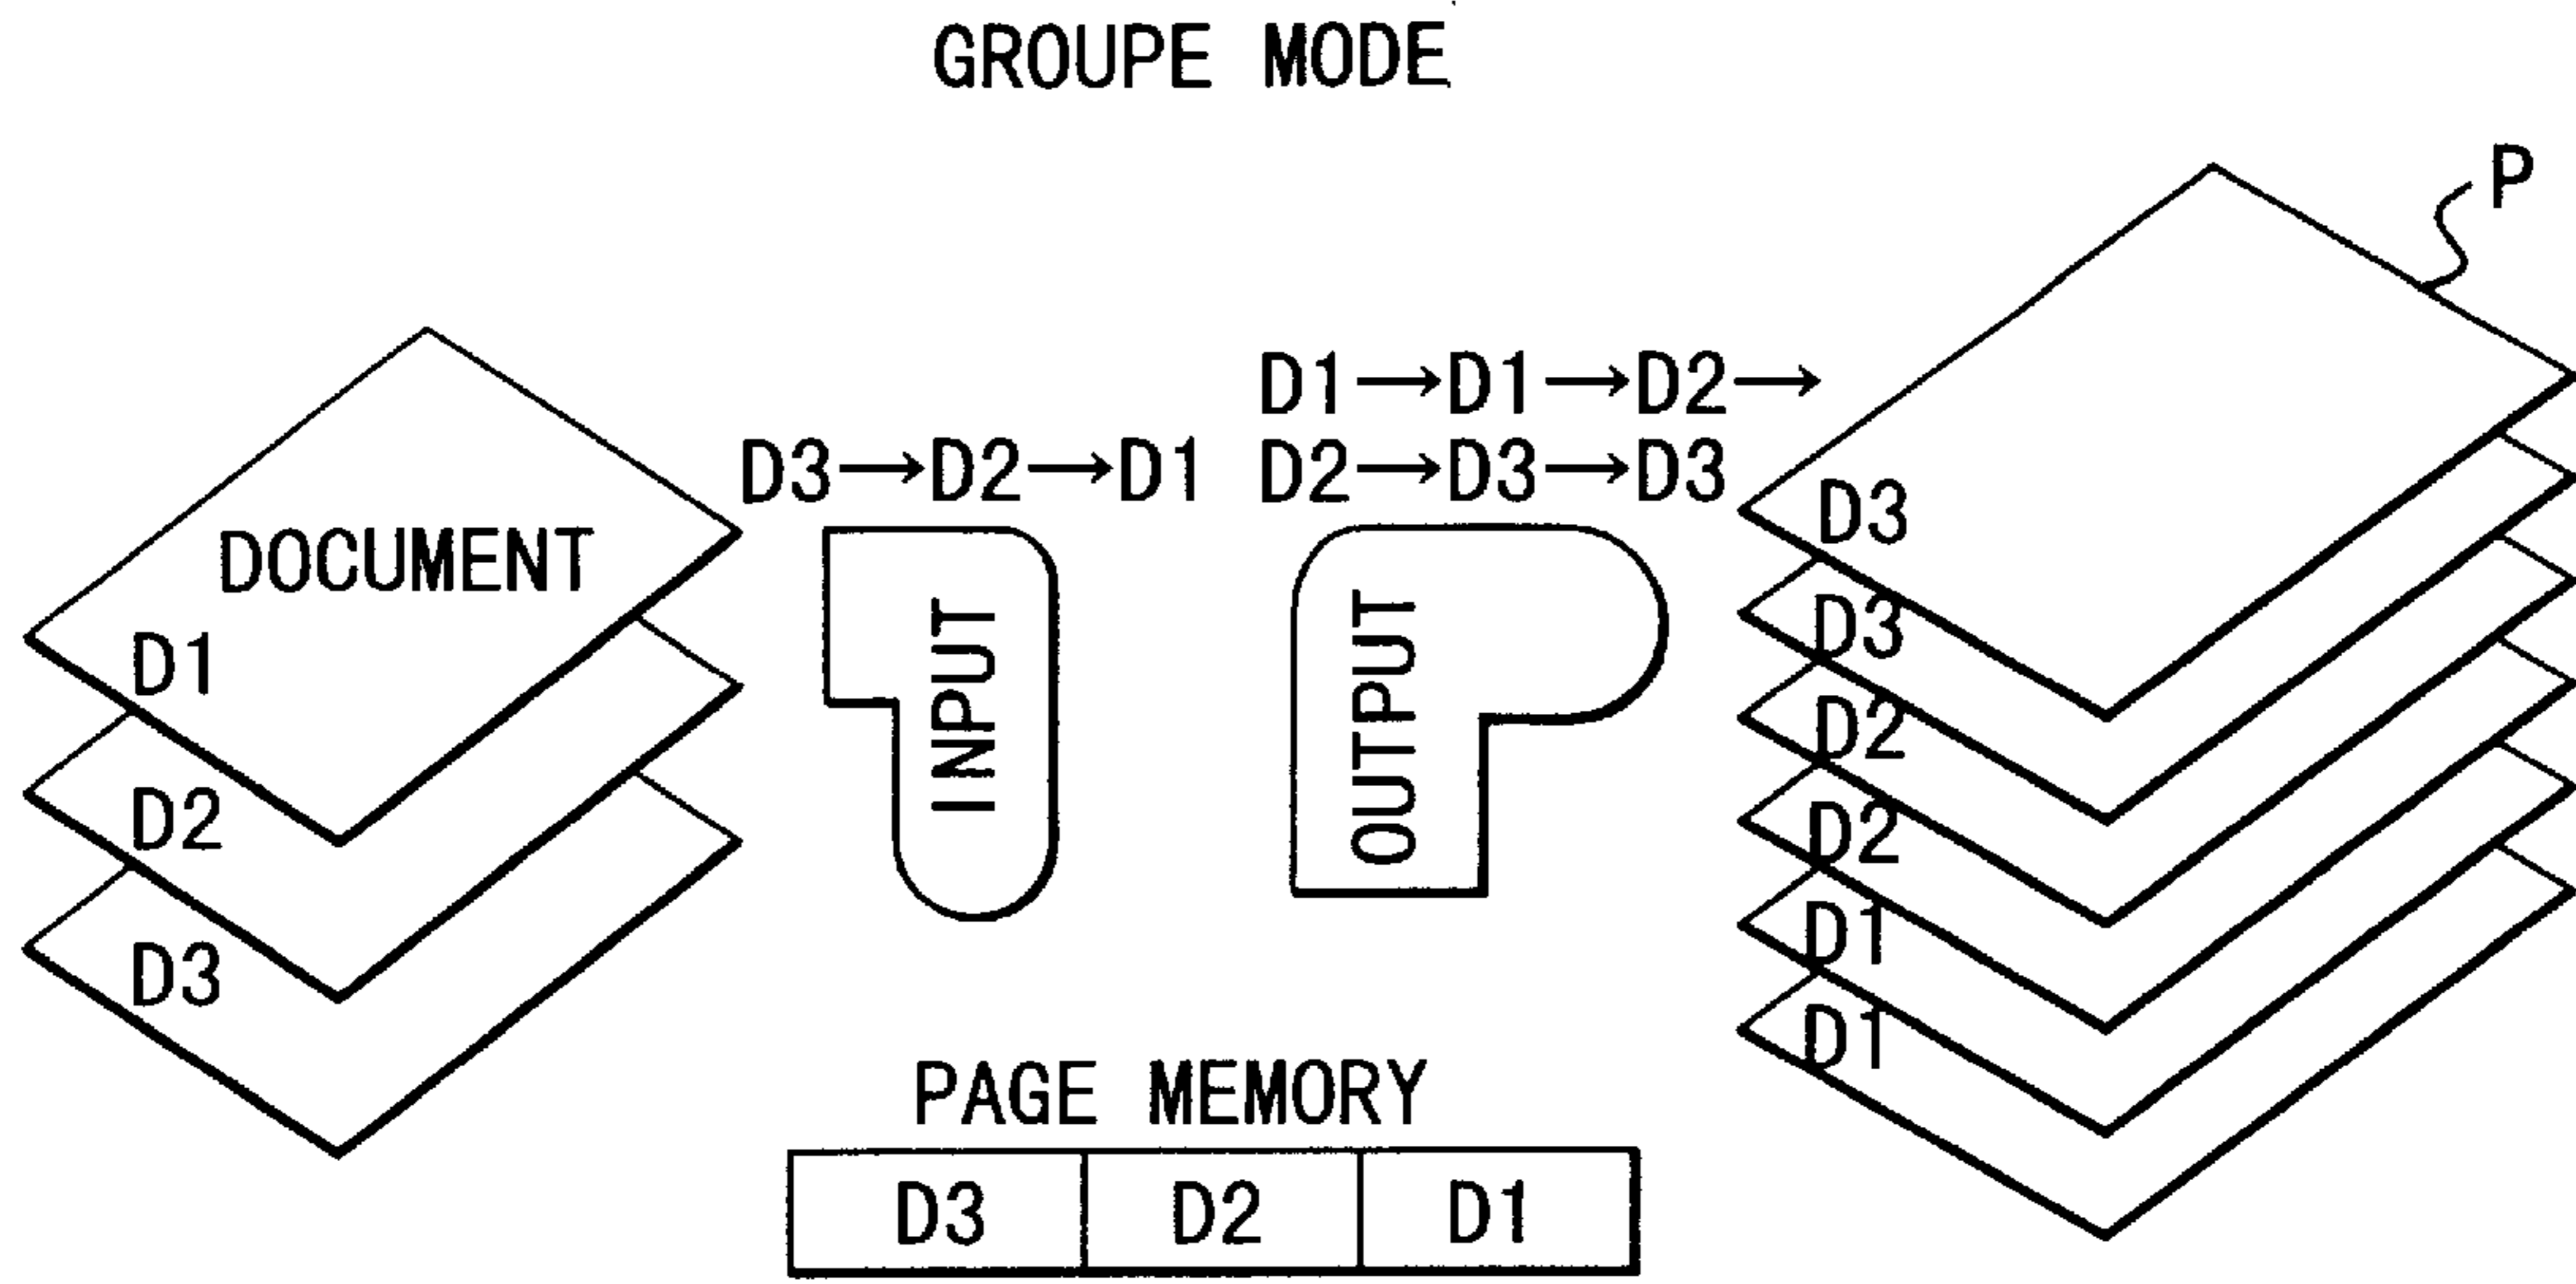 GROUPE MODE
P
D1→D1→D2→
D3→D2→D1
D2→D3→D3
DOCUMENT
D1
D2
D3
INPUT
OUTPUT
D3
D3
D2
D2
D1
D1
PAGE MEMORY
D3 D2 D1